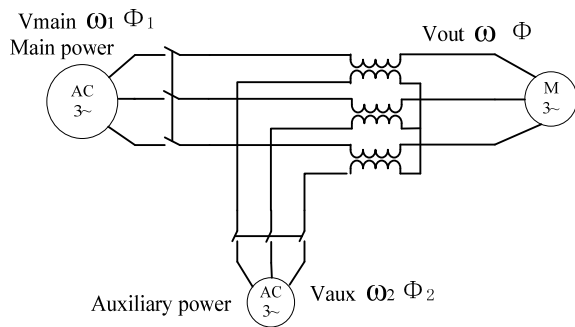 Vmain ω1 Φ1
Main power
AC
3~
Vout ω Φ
M
3~
AC
3~
Auxiliary power
Vaux ω2 Φ2